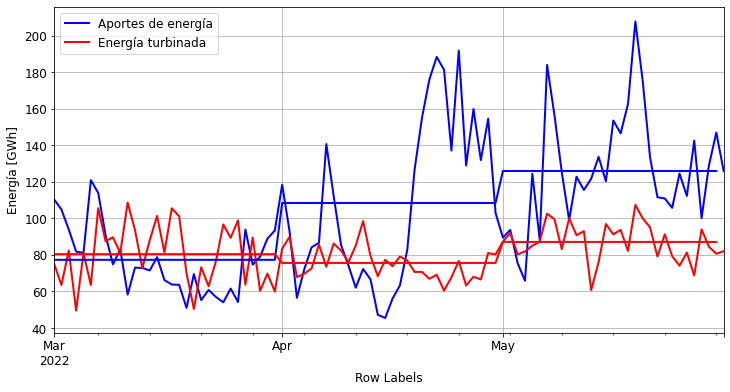 Aportes de energía
Energía turbinada
200
180
160
140
120
100
80
60
40
Energía [GWh]
Mar
2022
Apr
May
Row Labels